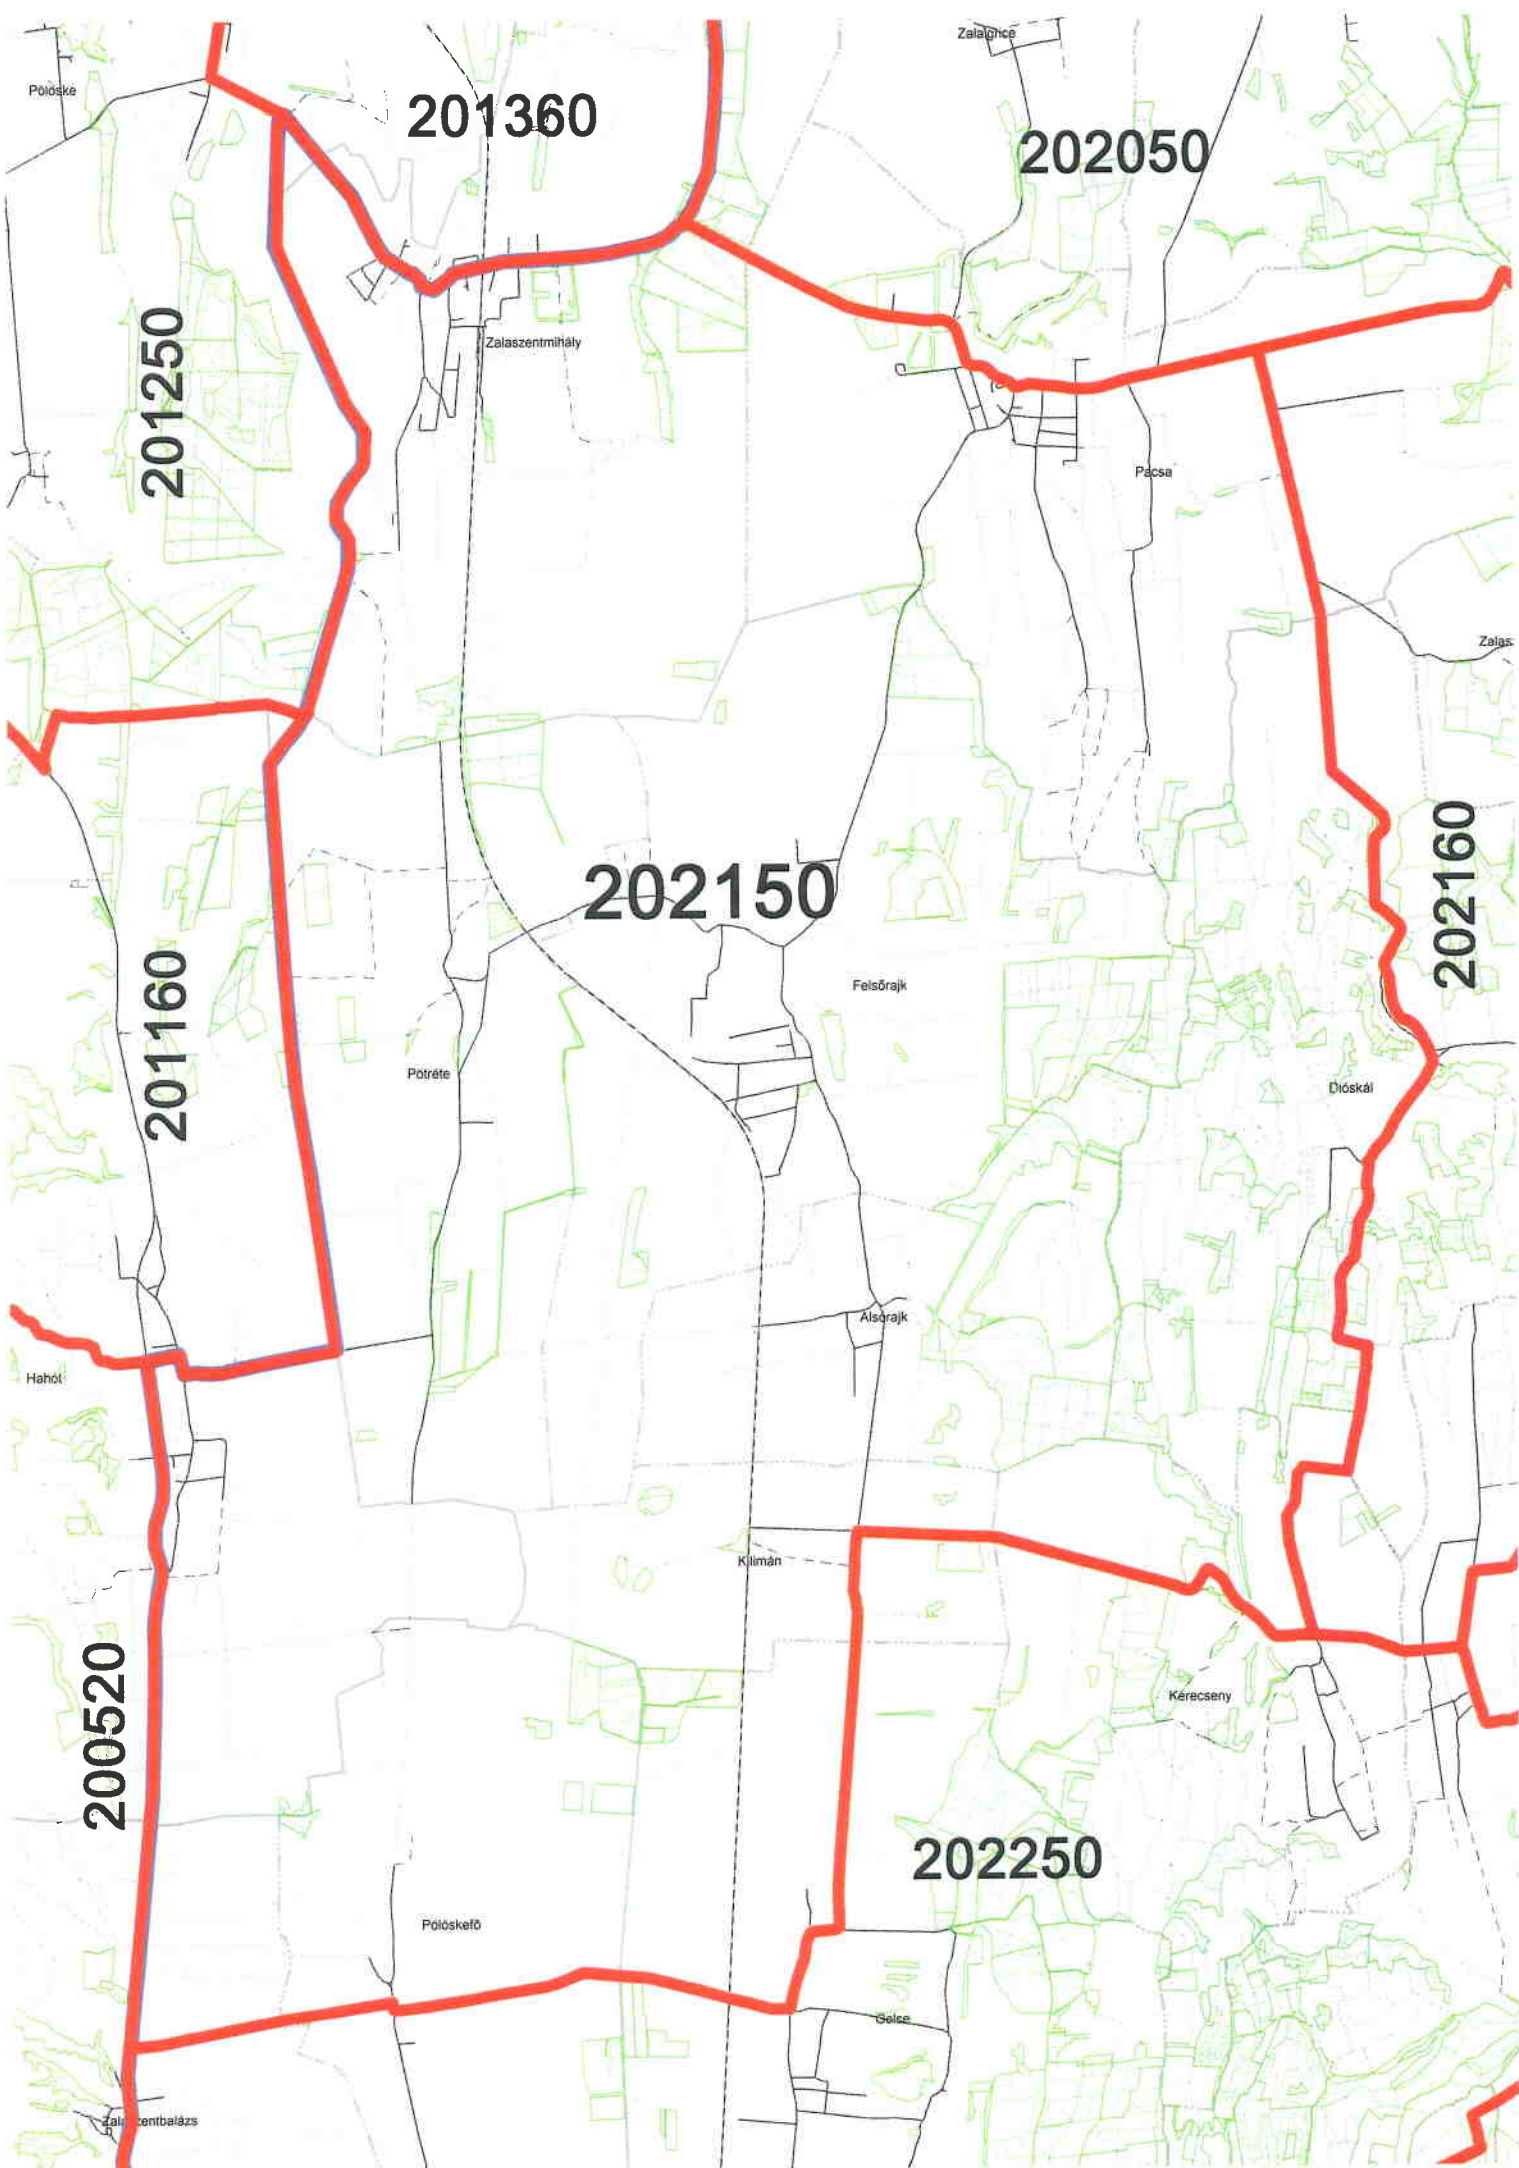 Zalaigrice
Pölöske
201360
202050
201250
Zalaszentmihály
Pacsa
Zalas
202160
202150
201160
Felsőrajk
Pötréte
Dióskál
Alsórajk
Hahót
Kilimán
200520
Kerecseny
202250
Pölöskefő
Gelse
Zalaszentbalázs